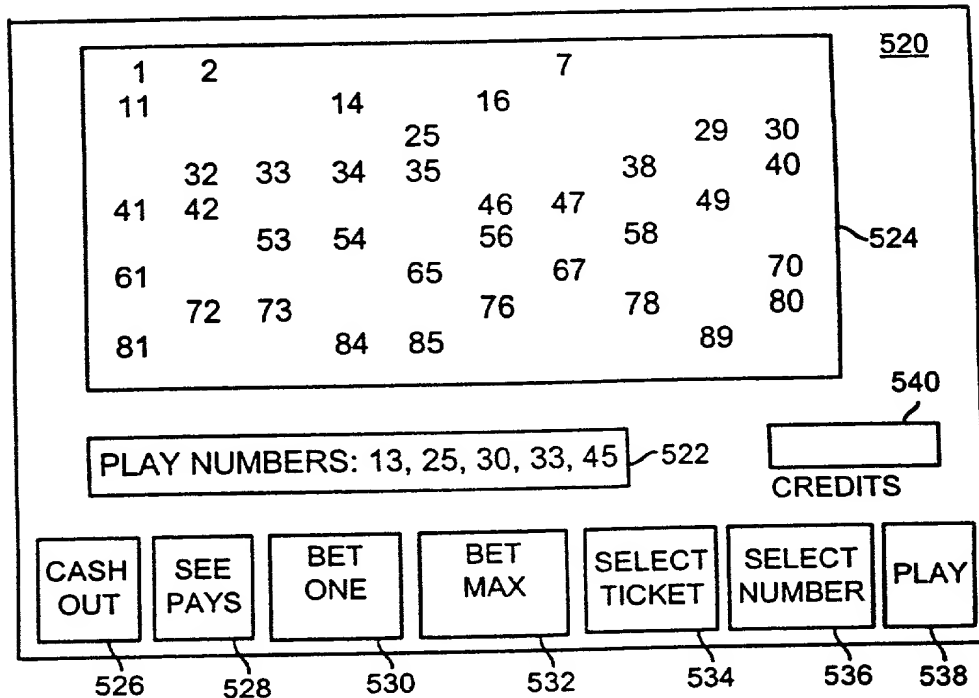 520
1 2 7
11 14 16
25 29 30
32 33 34 35 38 40
41 42 46 47 49
53 54 56 58
524
61 65 67 70
72 73 76 78 80
81 84 85 89
540
PLAY NUMBERS: 13, 25, 30, 33, 45
522
CREDITS
CASH OUT
SEE PAYS
BET ONE
BET MAX
SELECT TICKET
SELECT NUMBER
PLAY
526 528 530 532 534 536 538